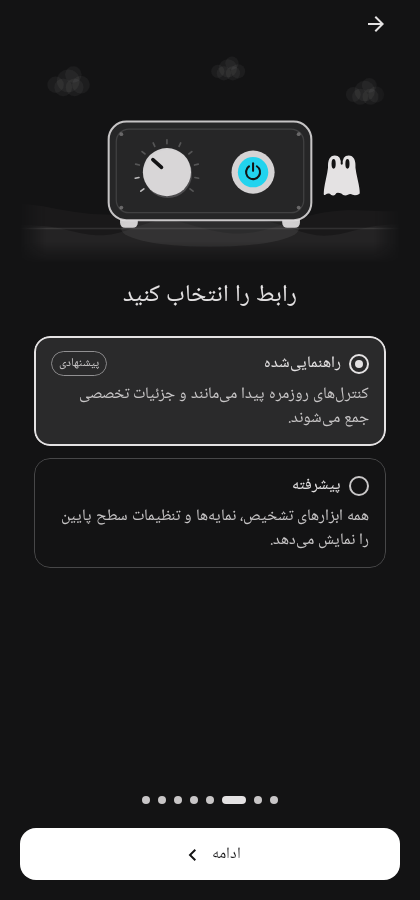 رابط را انتخاب کنید
راهنمایی‌شده
پیشنهادی
کنترل‌های روزمره پیدا می‌مانند و جزئیات تخصصی
جمع می‌شوند.
پیشرفته
همه ابزارهای تشخیص، نمایه‌ها و تنظیمات سطح پایین
را نمایش می‌دهد.
ادامه